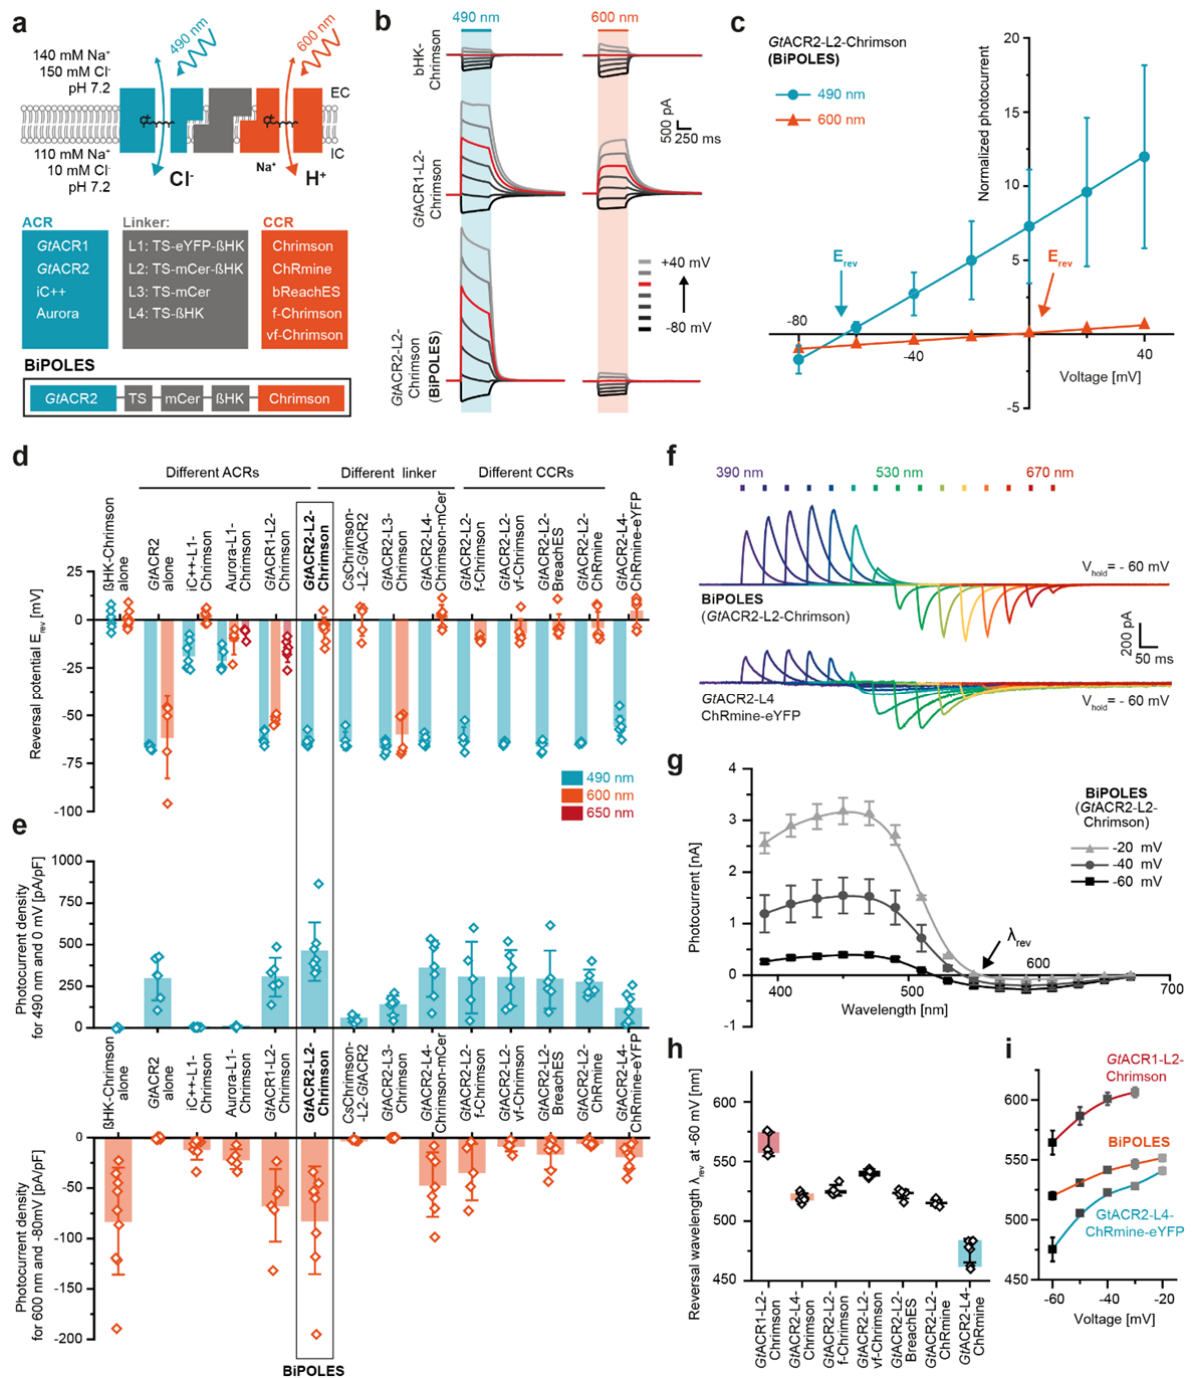 a
490 nm
600 nm
140 mM Na⁺
150 mM Cl⁻
pH 7.2
EC
110 mM Na⁺
10 mM Cl⁻
pH 7.2
IC
Cl⁻
Na⁺
H⁺
ACR
GtACR1
GtACR2
iC++
Aurora
Linker:
L1: TS-eYFP-ßHK
L2: TS-mCer-ßHK
L3: TS-mCer
L4: TS-ßHK
CCR
Chrimson
ChRmine
bReachES
f-Chrimson
vf-Chrimson
BiPOLES
GtACR2
TS
mCer
ßHK
Chrimson
b
490 nm
600 nm
bHK-
Chrimson
500 pA
250 ms
GtACR1-L2-
Chrimson
+40 mV
-80 mV
GtACR2-L2-
Chrimson
(BiPOLES)
c
GtACR2-L2-Chrimson
(BiPOLES)
490 nm
600 nm
Normalized photocurrent
20
15
10
5
-5
E rev
E rev
-80
-40
40
Voltage [mV]
d
Different ACRs
Different linker
Different CCRs
ßHK-Chrimson
alone
GtACR2
alone
iC++-L1-
Chrimson
Aurora-L1-
Chrimson
GtACR1-L2-
Chrimson
GtACR2-L2-
Chrimson
CsChrimson
-L2-GtACR2
GtACR2-L3-
Chrimson
GtACR2-L4-
Chrimson-mCer
GtACR2-L2-
f-Chrimson
GtACR2-L2-
vf-Chrimson
GtACR2-L2-
BreachES
GtACR2-L2-
ChRmine
GtACR2-L4-
ChRmine-eYFP
Reversal potential E rev [mV]
25
0
-25
-50
-75
-100
490 nm
600 nm
650 nm
e
Photocurrent density
for 490 nm and 0 mV [pA/pF]
1000
750
500
250
0
ßHK-Chrimson
alone
GtACR2
alone
iC++-L1-
Chrimson
Aurora-L1-
Chrimson
GtACR1-L2-
Chrimson
GtACR2-L2-
Chrimson
CsChrimson
-L2-GtACR2
GtACR2-L3-
Chrimson
GtACR2-L4-
Chrimson-mCer
GtACR2-L2-
f-Chrimson
GtACR2-L2-
vf-Chrimson
GtACR2-L2-
BreachES
GtACR2-L2-
ChRmine
GtACR2-L4-
ChRmine-eYFP
Photocurrent density
for 600 nm and -80mV [pA/pF]
0
-50
-100
-150
-200
BiPOLES
f
390 nm
530 nm
670 nm
V hold = - 60 mV
BiPOLES
(GtACR2-L2-Chrimson)
200 pA
50 ms
GtACR2-L4
ChRmine-eYFP
V hold = - 60 mV
g
Photocurrent [nA]
4
3
2
1
0
-1
BiPOLES
(GtACR2-L2-
Chrimson)
-20 mV
-40 mV
-60 mV
λ rev
400
500
600
700
Wavelength [nm]
h
Reversal wavelength λ rev at -60 mV [nm]
600
550
500
450
GtACR1-L2-
Chrimson
GtACR2-L4-
Chrimson
GtACR2-L2-
f-Chrimson
GtACR2-L2-
vf-Chrimson
GtACR2-L2-
BreachES
GtACR2-L2-
ChRmine
GtACR2-L4-
ChRmine
i
GtACR1-L2-
Chrimson
BiPOLES
GtACR2-L4-
ChRmine-eYFP
600
550
500
450
-60
-40
-20
Voltage [mV]